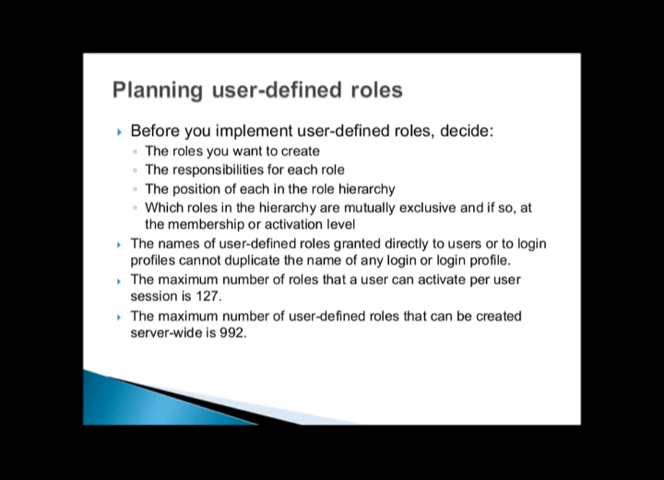 Planning user-defined roles
Before you implement user-defined roles, decide:
The roles you want to create
The responsibilities for each role
The position of each in the role hierarchy
Which roles in the hierarchy are mutually exclusive and if so, at
the membership or activation level
The names of user-defined roles granted directly to users or to login
profiles cannot duplicate the name of any login or login profile.
The maximum number of roles that a user can activate per user
session is 127.
The maximum number of user-defined roles that can be created
server-wide is 992.